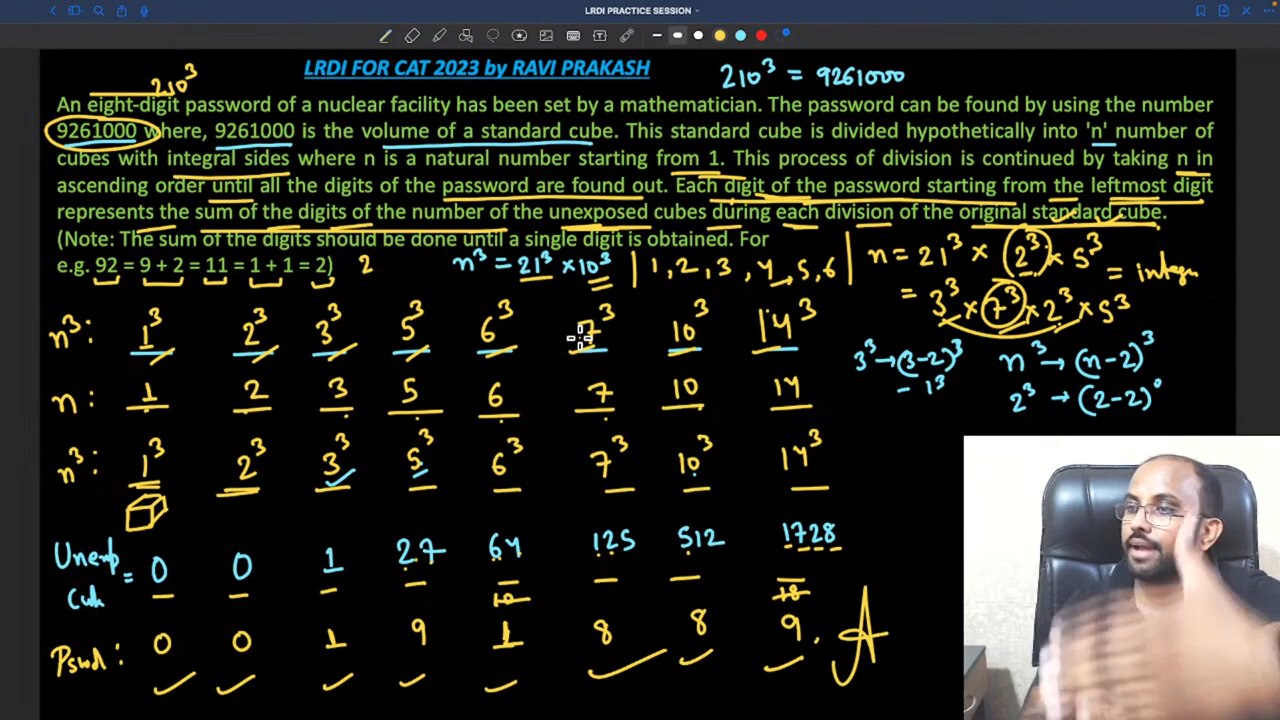 LRDI PRACTICE SESSION
LRDI FOR CAT 2023 by RAVI PRAKASH
210³
210³ = 9261000
An eight-digit password of a nuclear facility has been set by a mathematician. The password can be found by using the number
9261000 where, 9261000 is the volume of a standard cube. This standard cube is divided hypothetically into 'n' number of
cubes with integral sides where n is a natural number starting from 1. This process of division is continued by taking n in
ascending order until all the digits of the password are found out. Each digit of the password starting from the leftmost digit
represents the sum of the digits of the number of the unexposed cubes during each division of the original standard cube.
(Note: The sum of the digits should be done until a single digit is obtained. For
e.g. 92 = 9 + 2 = 11 = 1 + 1 = 2)
2
n³ = 21³ × 10³
1, 2, 3, 4, 5, 6
n = 21³ × 2³ × 5³
= 3³ × 7³ × 2³ × 5³
n³: 1³ 2³ 3³ 5³ 6³ 7³ 10³ 14³
3³ → (3-2)³
- 1³
n³ → (n-2)³
2³ → (2-2)⁰
n: 1 2 3 5 6 7 10 14
n³: 1³ 2³ 3³ 5³ 6³ 7³ 10³ 14³
= 0 0 1 27 64 125 512 1728
10 18
Pswd: 0 0 1 9 1 8 8 9.
A